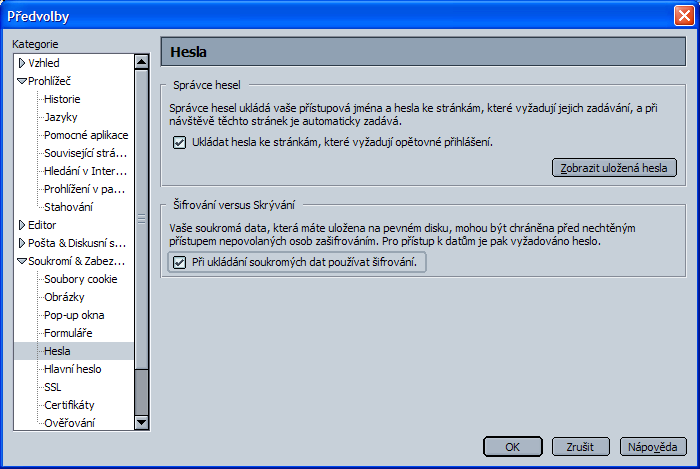 Předvolby
Kategorie
Vzhled
Prohlížeč
Historie
Jazyky
Pomocné aplikace
Související strá...
Hledání v Inter...
Prohlížení v pa...
Stahování
Editor
Pošta & Diskusní s...
Soukromí & Zabez...
Soubory cookie
Obrázky
Pop-up okna
Formuláře
Hesla
Hlavní heslo
SSL
Certifikáty
Ověřování
Hesla
Správce hesel
Správce hesel ukládá vaše přístupová jména a hesla ke stránkám, které vyžadují jejich zadávání, a při
návštěvě těchto stránek je automaticky zadává.
Ukládat hesla ke stránkám, které vyžadují opětovné přihlášení.
Zobrazit uložená hesla
Šifrování versus Skrývání
Vaše soukromá data, která máte uložena na pevném disku, mohou být chráněna před nechtěným
přístupem nepovolaných osob zašifrováním. Pro přístup k datům je pak vyžadováno heslo.
Při ukládání soukromých dat používat šifrování.
OK
Zrušit
Nápověda